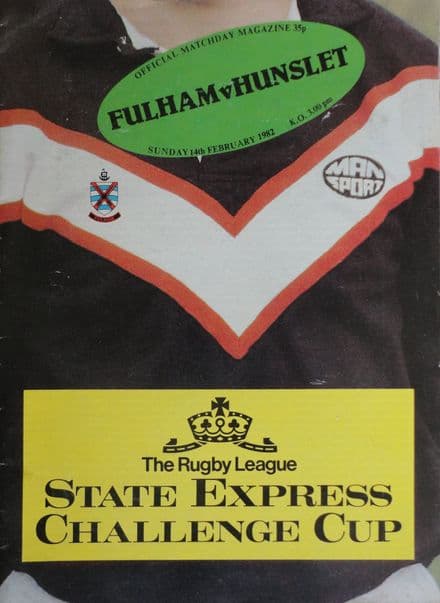 OFFICIAL MATCHDAY MAGAZINE 35p
FULHAM v HUNSLET
SUNDAY 14th FEBRUARY 1982 K.O. 3.00 pm
MAN
SPORT
The Rugby League
STATE EXPRESS
CHALLENGE CUP